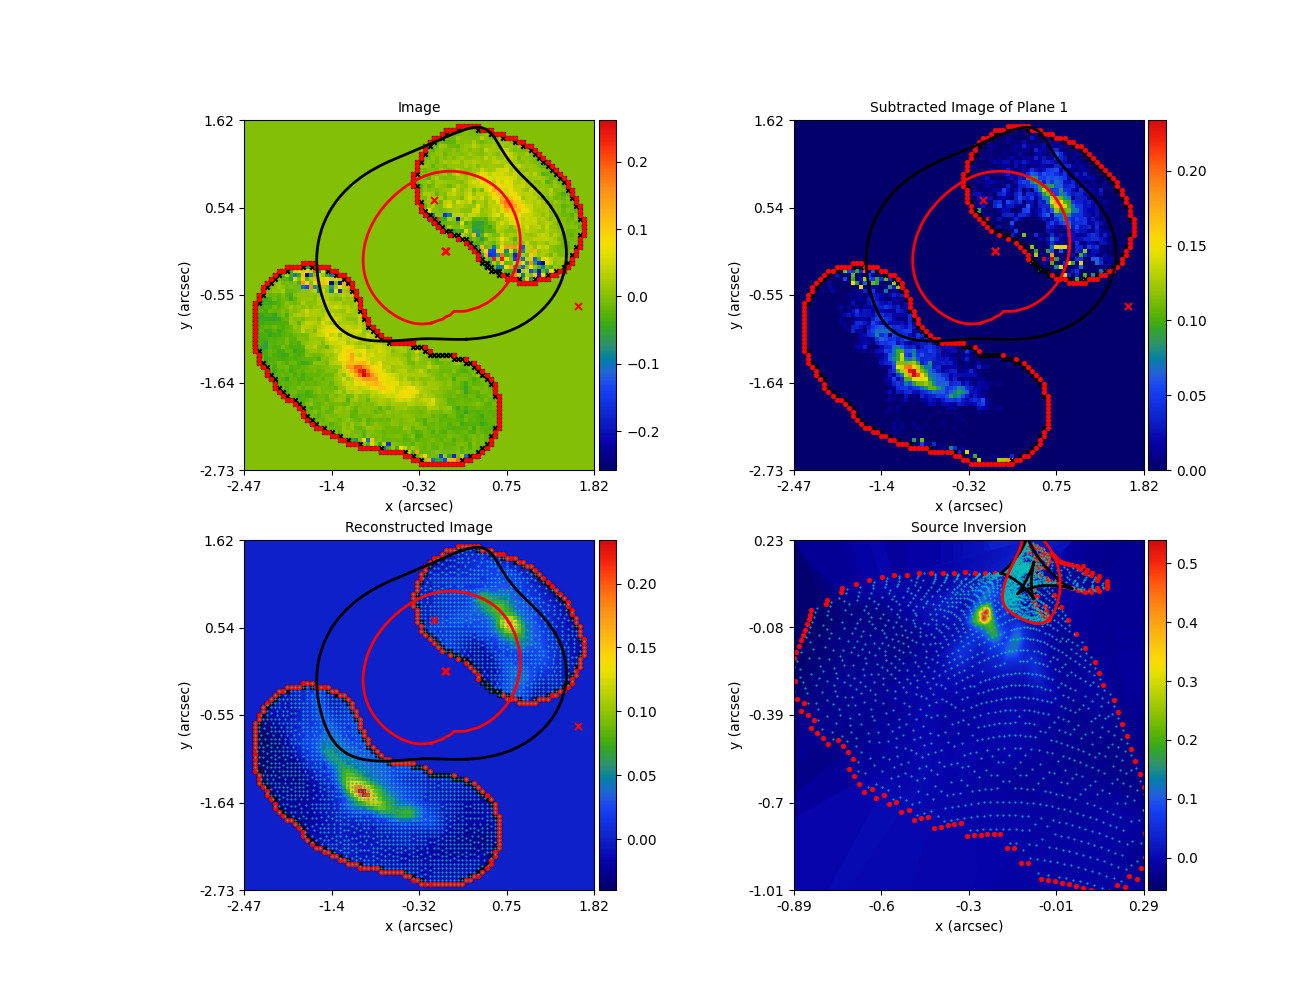 Image
1.62
0.54
-0.55
-1.64
-2.73
y (arcsec)
-2.47 -1.4 -0.32 0.75 1.82
x (arcsec)
0.2
0.1
0.0
−0.1
−0.2
Subtracted Image of Plane 1
1.62
0.54
-0.55
-1.64
-2.73
y (arcsec)
-2.47 -1.4 -0.32 0.75 1.82
x (arcsec)
0.20
0.15
0.10
0.05
0.00
Reconstructed Image
1.62
0.54
-0.55
-1.64
-2.73
y (arcsec)
-2.47 -1.4 -0.32 0.75 1.82
x (arcsec)
0.20
0.15
0.10
0.05
0.00
Source Inversion
0.23
-0.08
-0.39
-0.7
-1.01
y (arcsec)
-0.89 -0.6 -0.3 -0.01 0.29
x (arcsec)
0.5
0.4
0.3
0.2
0.1
0.0